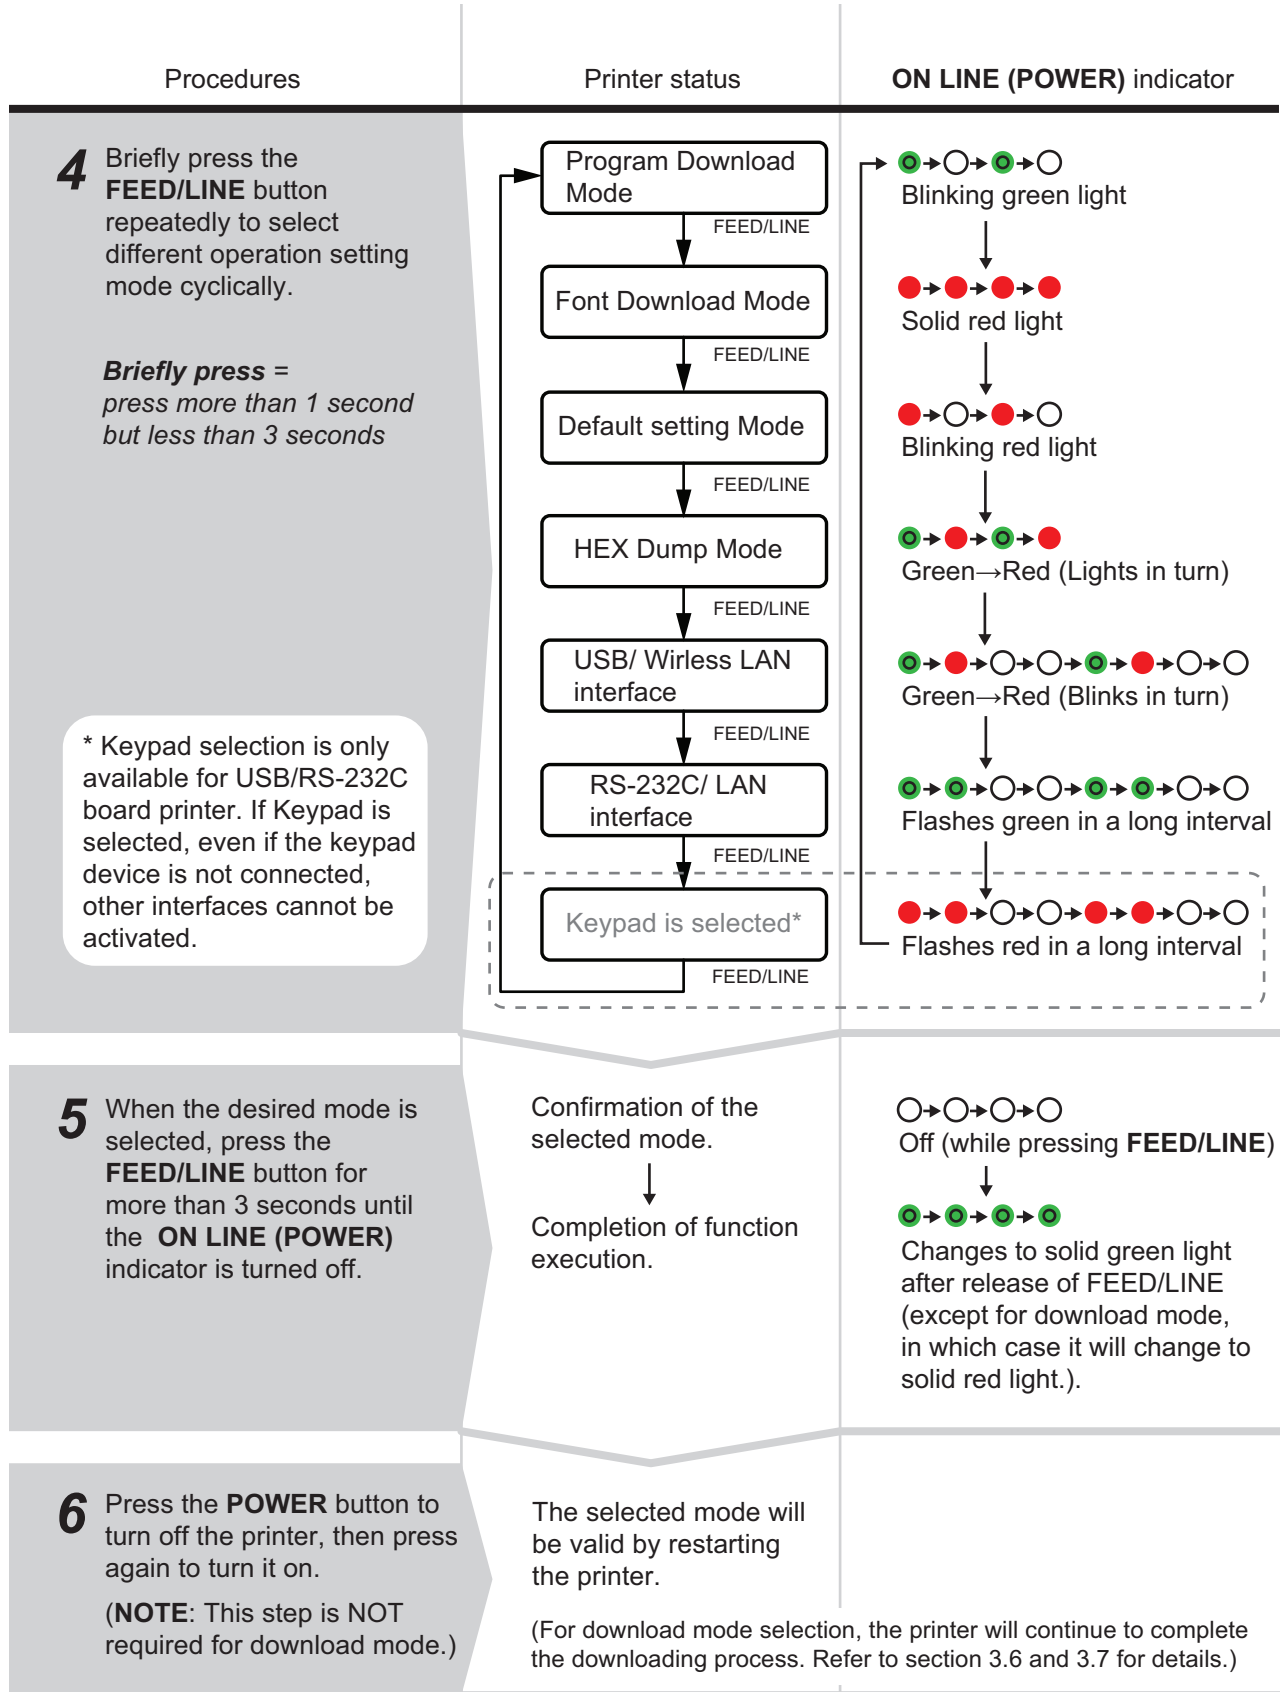 Procedures
Printer status
ON LINE (POWER) indicator
4
Briefly press the
FEED/LINE button
repeatedly to select
different operation setting
mode cyclically.
Briefly press =
press more than 1 second
but less than 3 seconds
* Keypad selection is only
available for USB/RS-232C
board printer. If Keypad is
selected, even if the keypad
device is not connected,
other interfaces cannot be
activated.
Program Download
Mode
FEED/LINE
Font Download Mode
FEED/LINE
Default setting Mode
FEED/LINE
HEX Dump Mode
FEED/LINE
USB/ Wirless LAN
interface
FEED/LINE
RS-232C/ LAN
interface
FEED/LINE
Keypad is selected*
FEED/LINE
Blinking green light
Solid red light
Blinking red light
Green→Red (Lights in turn)
Green→Red (Blinks in turn)
Flashes green in a long interval
Flashes red in a long interval
5
When the desired mode is
selected, press the
FEED/LINE button for
more than 3 seconds until
the ON LINE (POWER)
indicator is turned off.
Confirmation of the
selected mode.
Completion of function
execution.
Off (while pressing FEED/LINE)
Changes to solid green light
after release of FEED/LINE
(except for download mode,
in which case it will change to
solid red light.).
6
Press the POWER button to
turn off the printer, then press
again to turn it on.
(NOTE: This step is NOT
required for download mode.)
The selected mode will
be valid by restarting
the printer.
(For download mode selection, the printer will continue to complete
the downloading process. Refer to section 3.6 and 3.7 for details.)